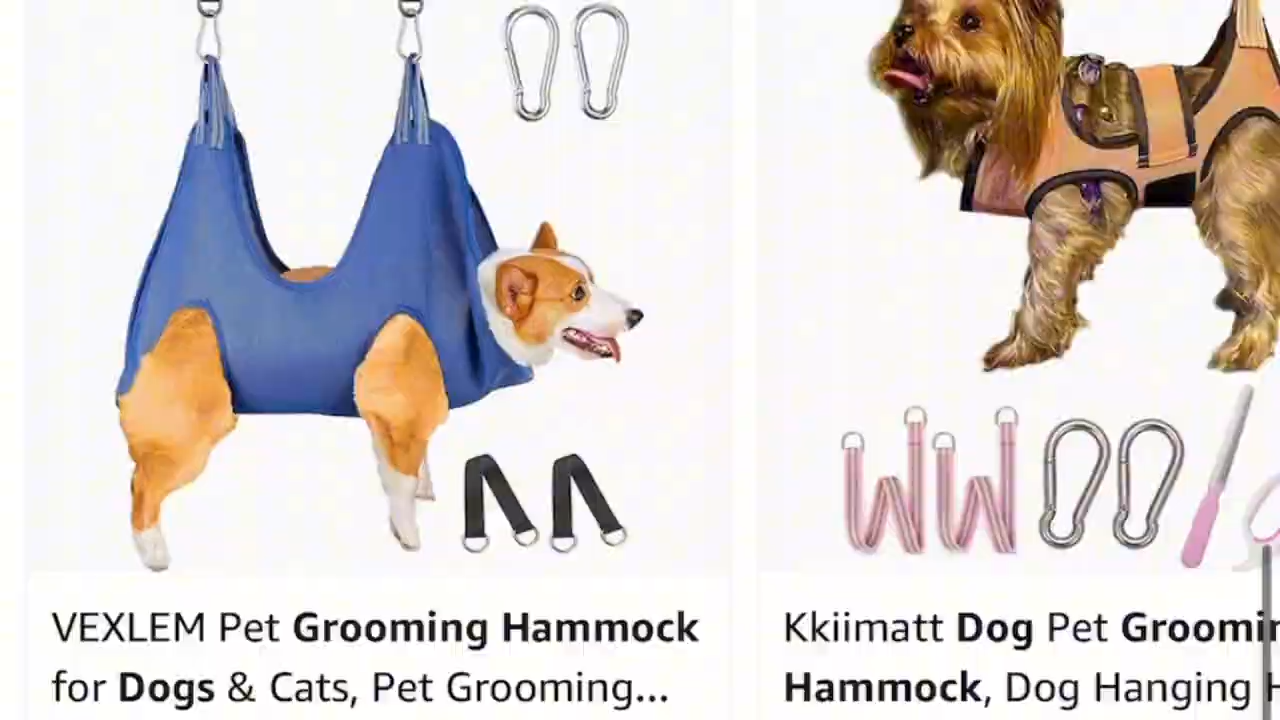 VEXLEM Pet Grooming Hammock
for Dogs & Cats, Pet Grooming...
Kkiimatt Dog Pet
Hammock, Dog Hanging